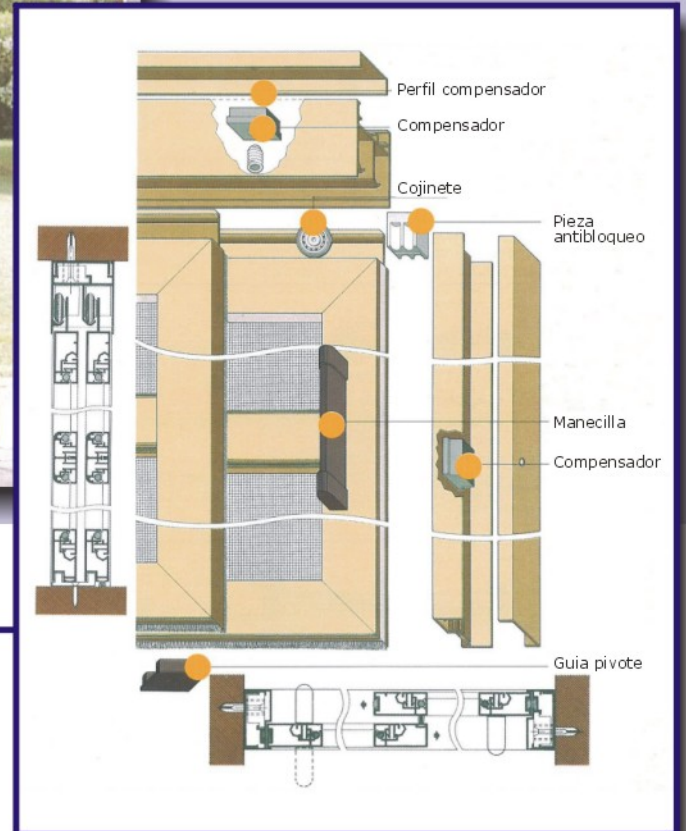 Perfil compensador
Compensador
Cojinete
Pieza
antibloqueo
Manecilla
Compensador
Guia pivote